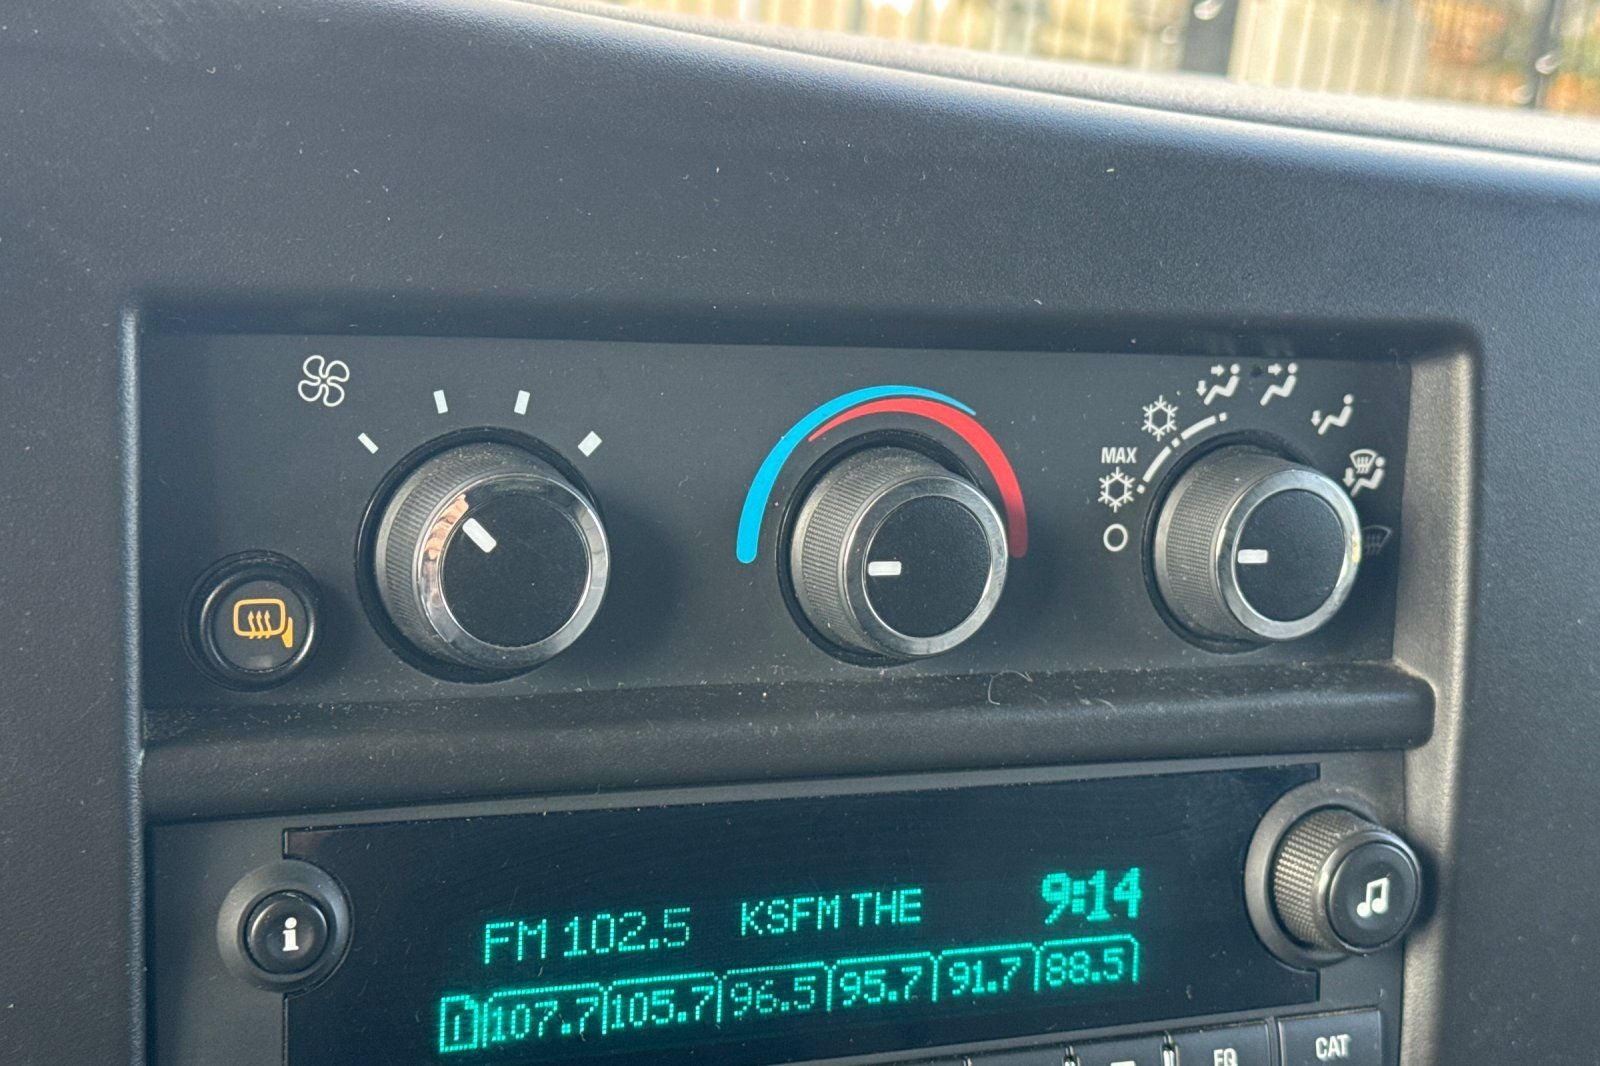 MAX
i
FM 102.5 KSFM THE 9:14
1 107.7 105.7 96.5 95.7 91.7 88.5
EQ CAT